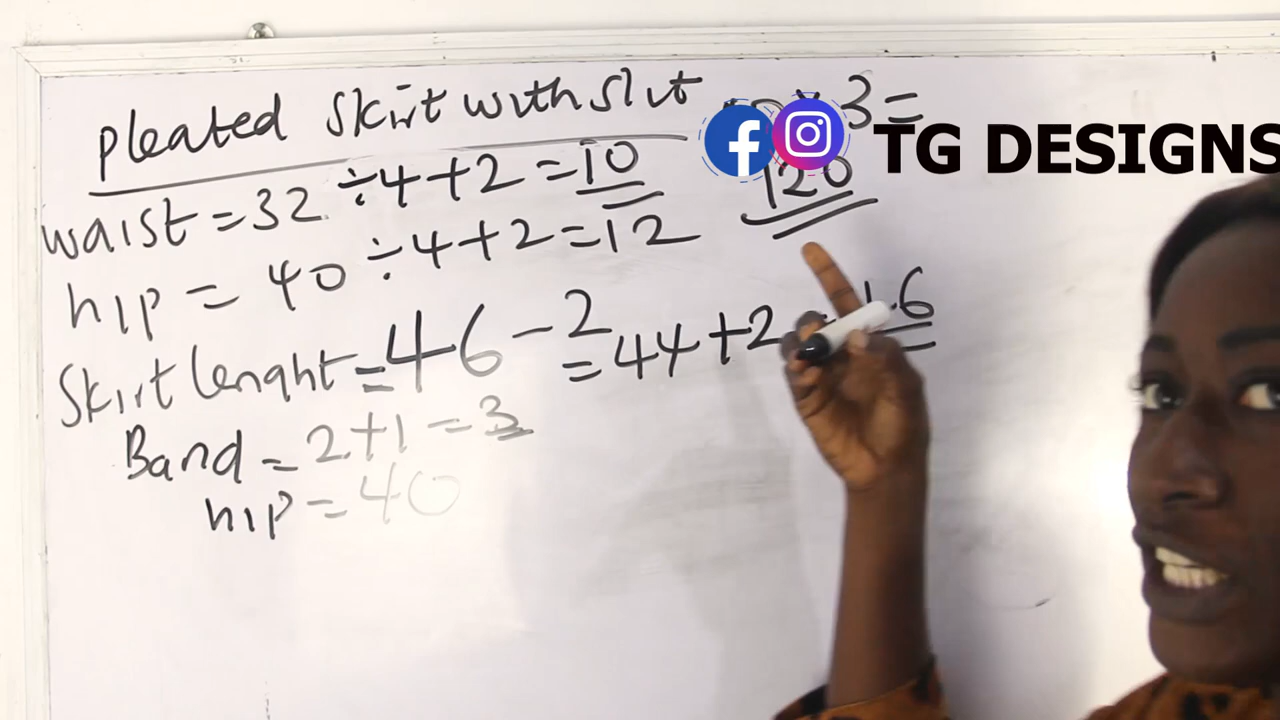 Pleated Skirt with Slit
waist = 32 ÷ 4 + 2 = 10
hip = 40 ÷ 4 + 2 = 12
Skirt lenght = 46 - 2 = 44 + 2 = 46
Band = 2 + 1 = 3
hip = 40
3 =
120
TG DESIGNS